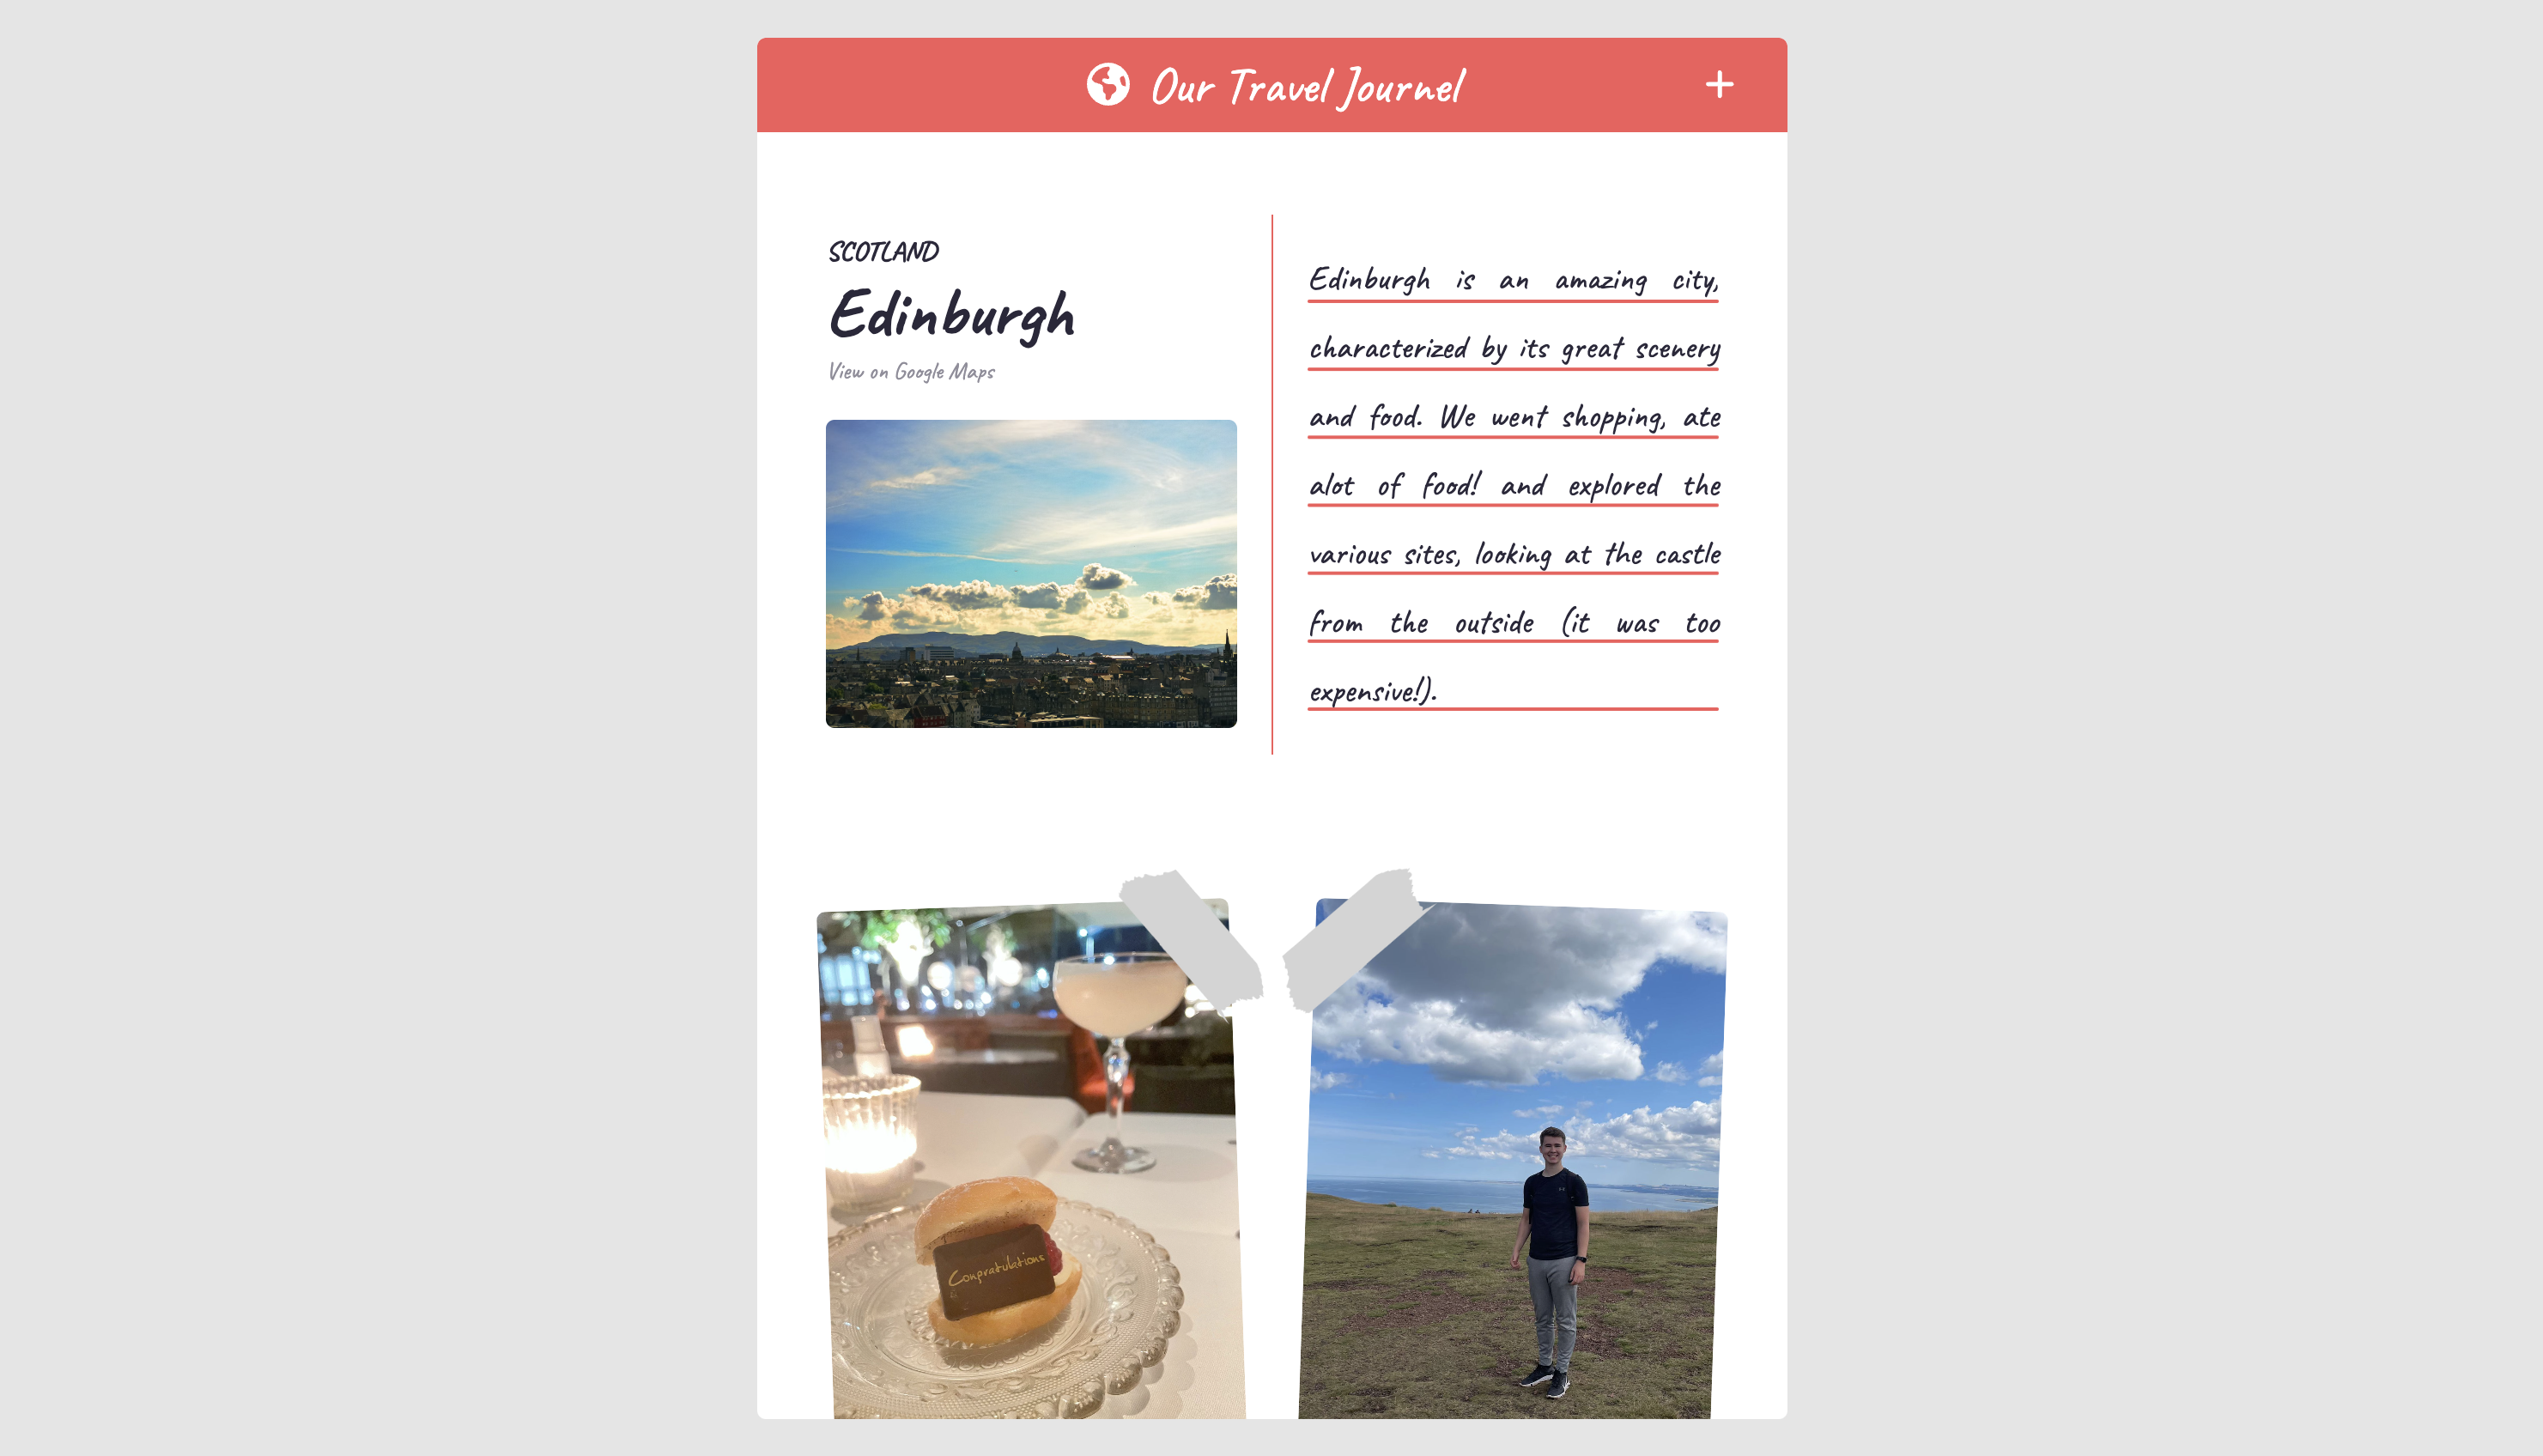 Our Travel Journel
SCOTLAND
Edinburgh
View on Google Maps
Edinburgh is an amazing city,
characterized by its great scenery
and food. We went shopping, ate
alot of food! and explored the
various sites, looking at the castle
from the outside (it was too
expensive!).
Congratulations